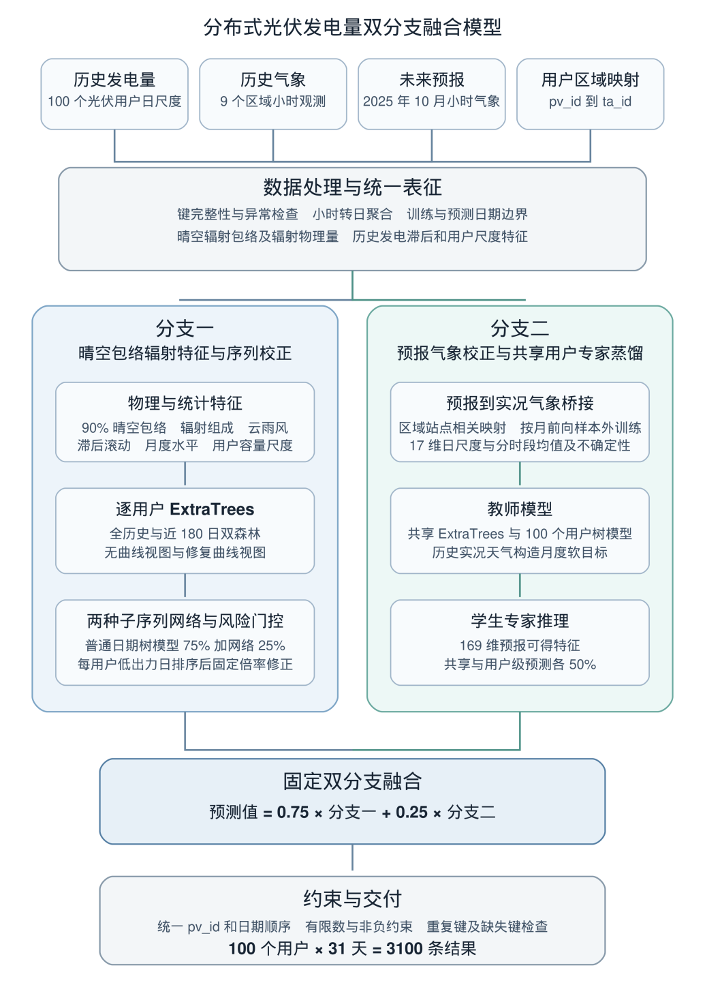 分布式光伏发电量双分支融合模型
历史发电量
100 个光伏用户日尺度
历史气象
9 个区域小时观测
未来预报
2025 年 10 月小时气象
用户区域映射
pv_id 到 ta_id
数据处理与统一表征
键完整性与异常检查　小时转日聚合　训练与预测日期边界
晴空辐射包络及辐射物理量　历史发电滞后和用户尺度特征
分支一
晴空包络辐射特征与序列校正
物理与统计特征
90% 晴空包络　辐射组成　云雨风
滞后滚动　月度水平　用户容量尺度
逐用户 ExtraTrees
全历史与近 180 日双森林
无曲线视图与修复曲线视图
两种子序列网络与风险门控
普通日期树模型 75% 加网络 25%
每用户低出力日排序后固定倍率修正
分支二
预报气象校正与共享用户专家蒸馏
预报到实况气象桥接
区域站点相关映射　按月前向样本外训练
17 维日尺度与分时段均值及不确定性
教师模型
共享 ExtraTrees 与 100 个用户树模型
历史实况天气构造月度软目标
学生专家推理
169 维预报可得特征
共享与用户级预测各 50%
固定双分支融合
预测值 = 0.75 × 分支一 + 0.25 × 分支二
约束与交付
统一 pv_id 和日期顺序　有限数与非负约束　重复键及缺失键检查
100 个用户 × 31 天 = 3100 条结果